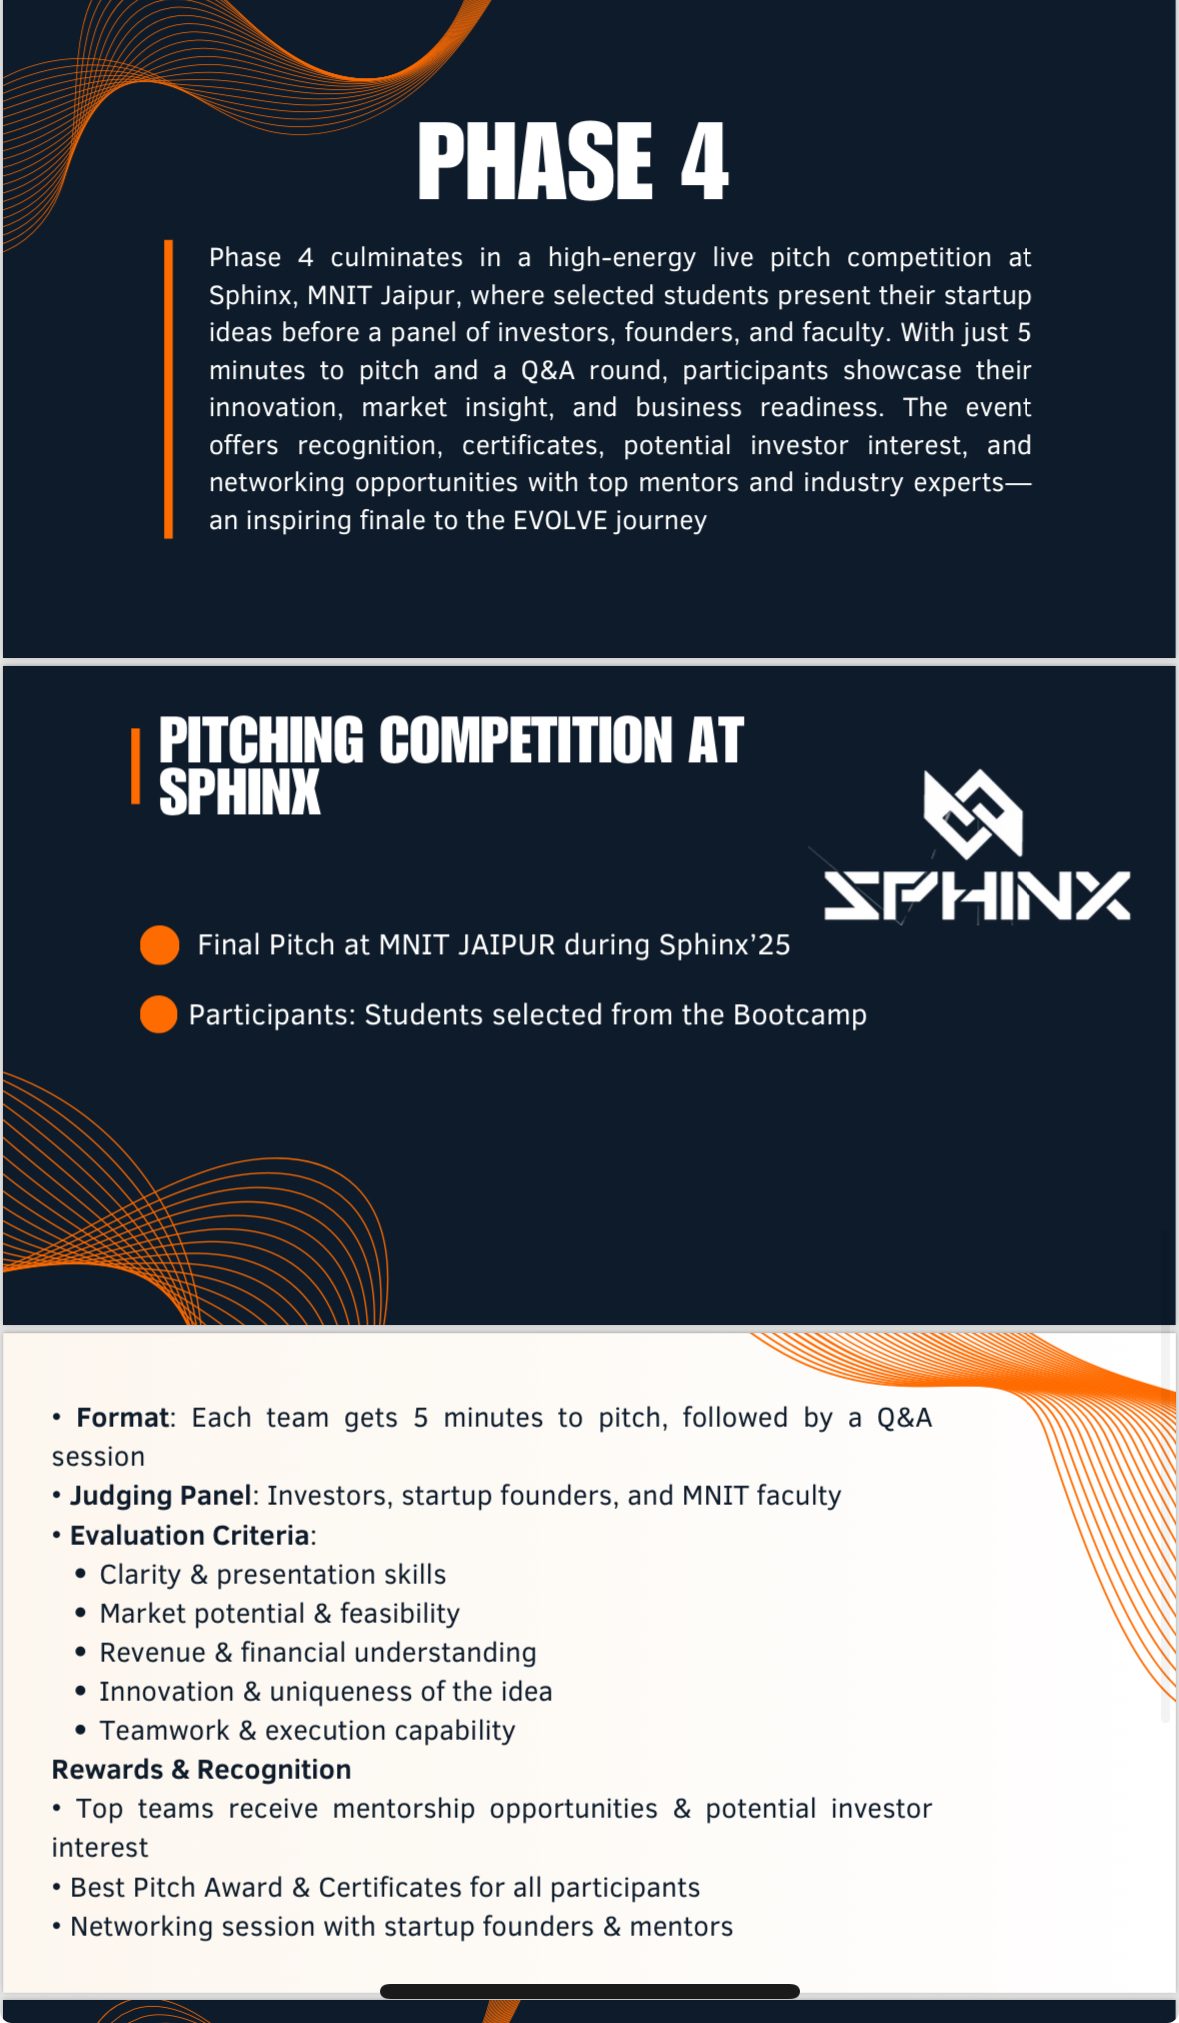 PHASE 4
Phase 4 culminates in a high-energy live pitch competition at
Sphinx, MNIT Jaipur, where selected students present their startup
ideas before a panel of investors, founders, and faculty. With just 5
minutes to pitch and a Q&A round, participants showcase their
innovation, market insight, and business readiness. The event
offers recognition, certificates, potential investor interest, and
networking opportunities with top mentors and industry experts—
an inspiring finale to the EVOLVE journey
PITCHING COMPETITION AT
SPHINX
SPHINX
Final Pitch at MNIT JAIPUR during Sphinx’25
Participants: Students selected from the Bootcamp
• Format: Each team gets 5 minutes to pitch, followed by a Q&A
session
• Judging Panel: Investors, startup founders, and MNIT faculty
• Evaluation Criteria:
• Clarity & presentation skills
• Market potential & feasibility
• Revenue & financial understanding
• Innovation & uniqueness of the idea
• Teamwork & execution capability
Rewards & Recognition
• Top teams receive mentorship opportunities & potential investor
interest
• Best Pitch Award & Certificates for all participants
• Networking session with startup founders & mentors